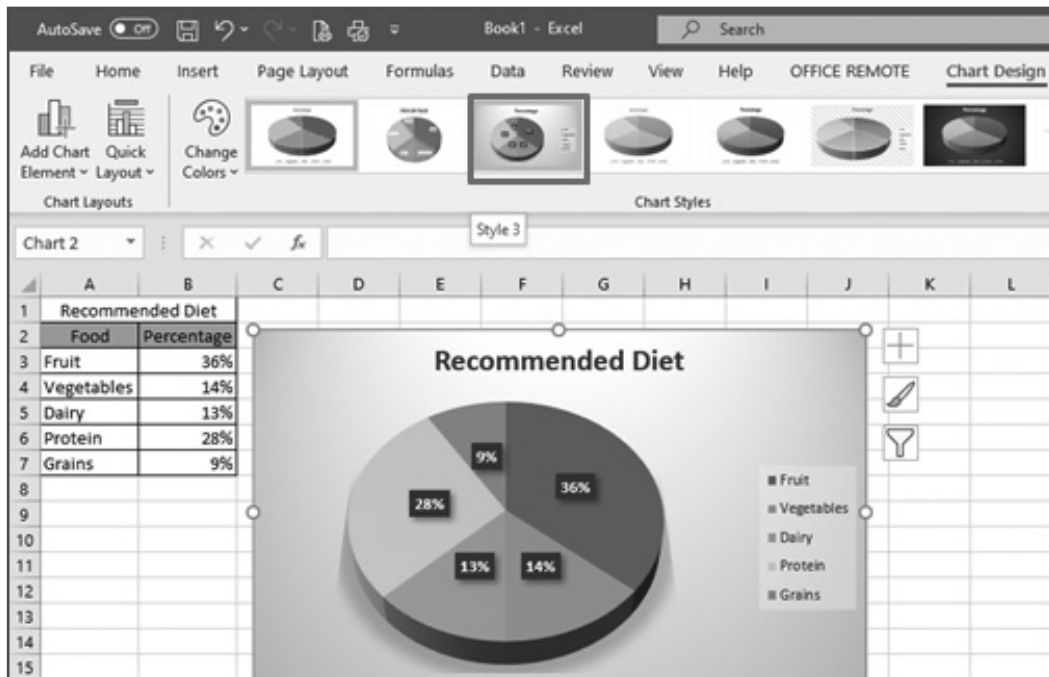 AutoSave Off Book1 - Excel Search
File Home Insert Page Layout Formulas Data Review View Help OFFICE REMOTE Chart Design
Add Chart Element Quick Layout Change Colors
Chart Layouts Chart Styles
Style 3
Chart 2 fx
A B C D E F G H I J K L
1 Recommended Diet
2 Food Percentage
3 Fruit 36%
4 Vegetables 14%
5 Dairy 13%
6 Protein 28%
7 Grains 9%
8
9
10
11
12
13
14
15
Recommended Diet
9%
36%
28%
13% 14%
Fruit
Vegetables
Dairy
Protein
Grains